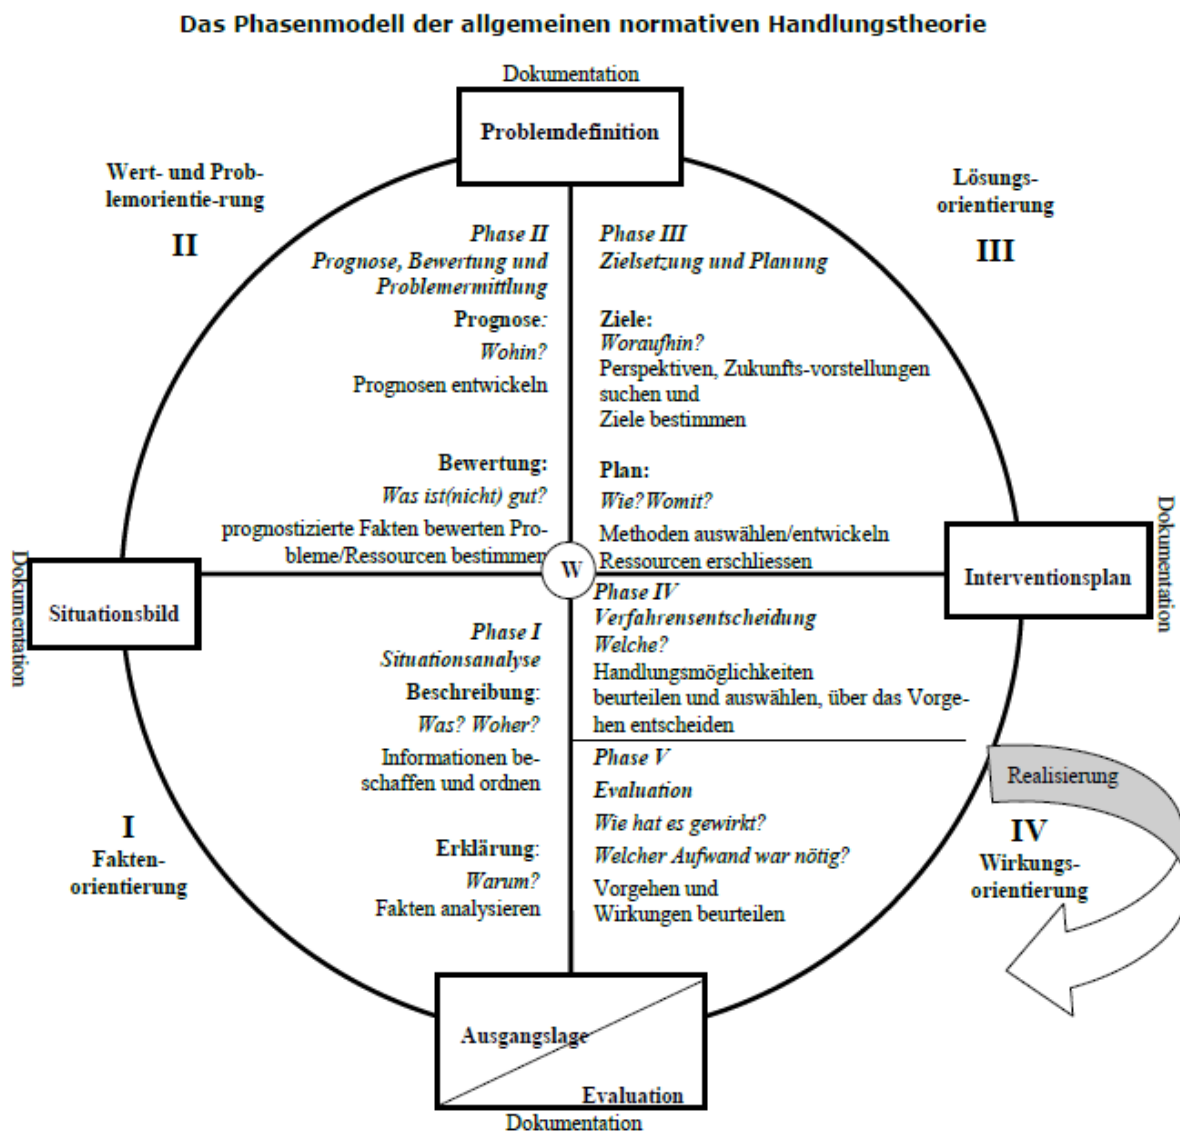 Das Phasenmodell der allgemeinen normativen Handlungstheorie
Dokumentation
Problemdefinition
Wert- und Prob-
lemorientie-rung
II
Lösungs-
orientierung
III
Phase II
Prognose, Bewertung und
Problemermittlung
Prognose:
Wohin?
Prognosen entwickeln
Bewertung:
Was ist(nicht) gut?
prognostizierte Fakten bewerten Pro-
bleme/Ressourcen bestimmen
Phase III
Zielsetzung und Planung
Ziele:
Woraufhin?
Perspektiven, Zukunfts-vorstellungen
suchen und
Ziele bestimmen
Plan:
Wie? Womit?
Methoden auswählen/entwickeln
Ressourcen erschliessen
Dokumentation
Situationsbild
W
Interventionsplan
Dokumentation
Phase I
Situationsanalyse
Beschreibung:
Was? Woher?
Informationen be-
schaffen und ordnen
Erklärung:
Warum?
Fakten analysieren
Phase IV
Verfahrensentscheidung
Welche?
Handlungsmöglichkeiten
beurteilen und auswählen, über das Vorge-
hen entscheiden
Phase V
Evaluation
Wie hat es gewirkt?
Welcher Aufwand war nötig?
Vorgehen und
Wirkungen beurteilen
I
Fakten-
orientierung
Realisierung
IV
Wirkungs-
orientierung
Ausgangslage
Evaluation
Dokumentation